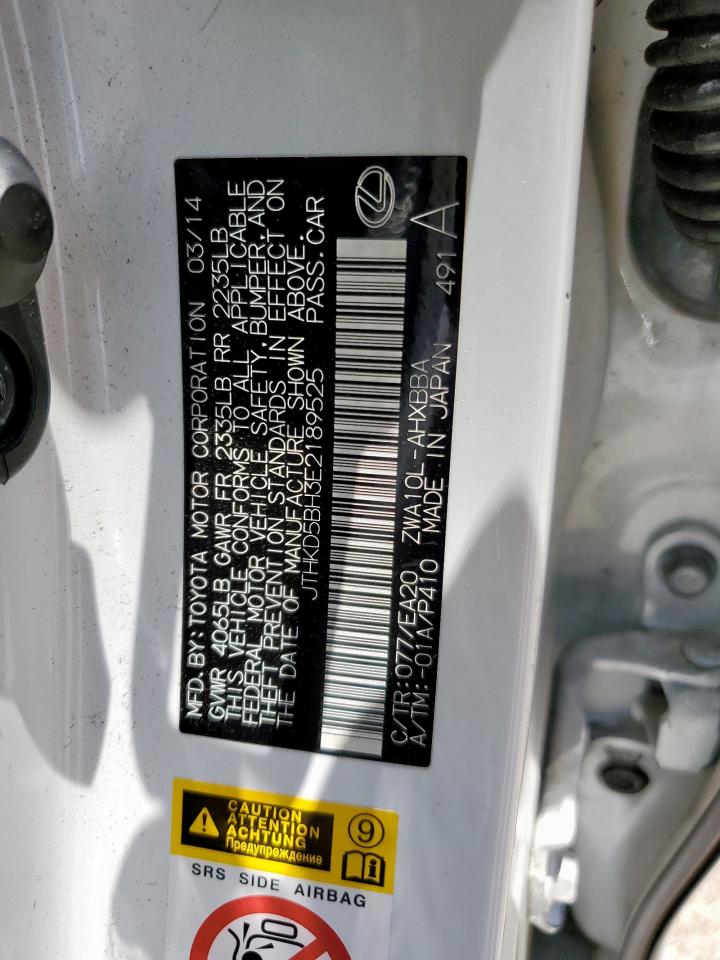 MFD. BY: TOYOTA MOTOR CORPORATION 03/14
GVWR 4065LB GAWR FR 2335LB RR 2235LB
THIS VEHICLE CONFORMS TO ALL APPLICABLE
FEDERAL MOTOR VEHICLE SAFETY, BUMPER, AND
THEFT PREVENTION STANDARDS IN EFFECT ON
THE DATE OF MANUFACTURE SHOWN ABOVE.
JTHKD5BH3E2189525 PASS. CAR
C/TR: 077/EA20 ZWA10L-AHXBBA
A/TM: -01A/P410 MADE IN JAPAN 491 A
CAUTION
ATTENTION
ACHTUNG
Предупреждение
9
i
SRS SIDE AIRBAG